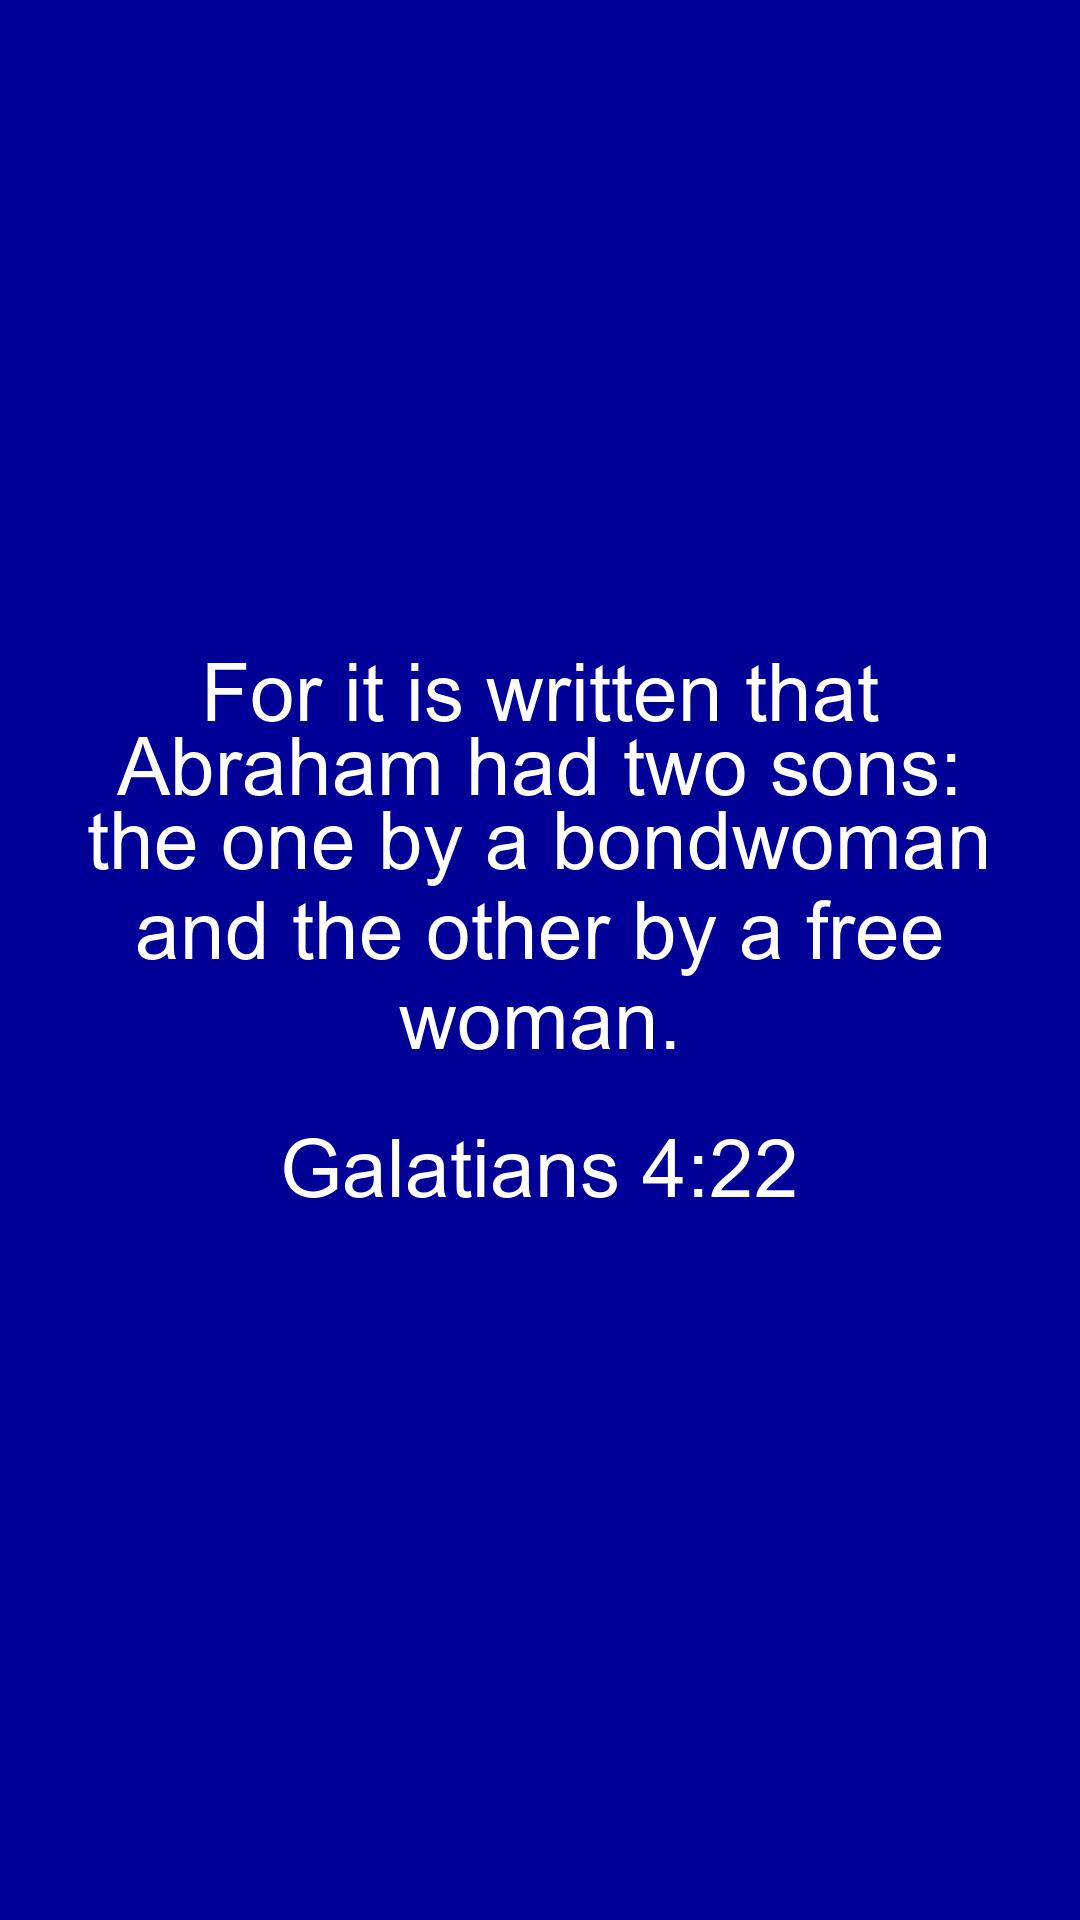 For it is written that
Abraham had two sons:
the one by a bondwoman
and the other by a free
woman.
Galatians 4:22